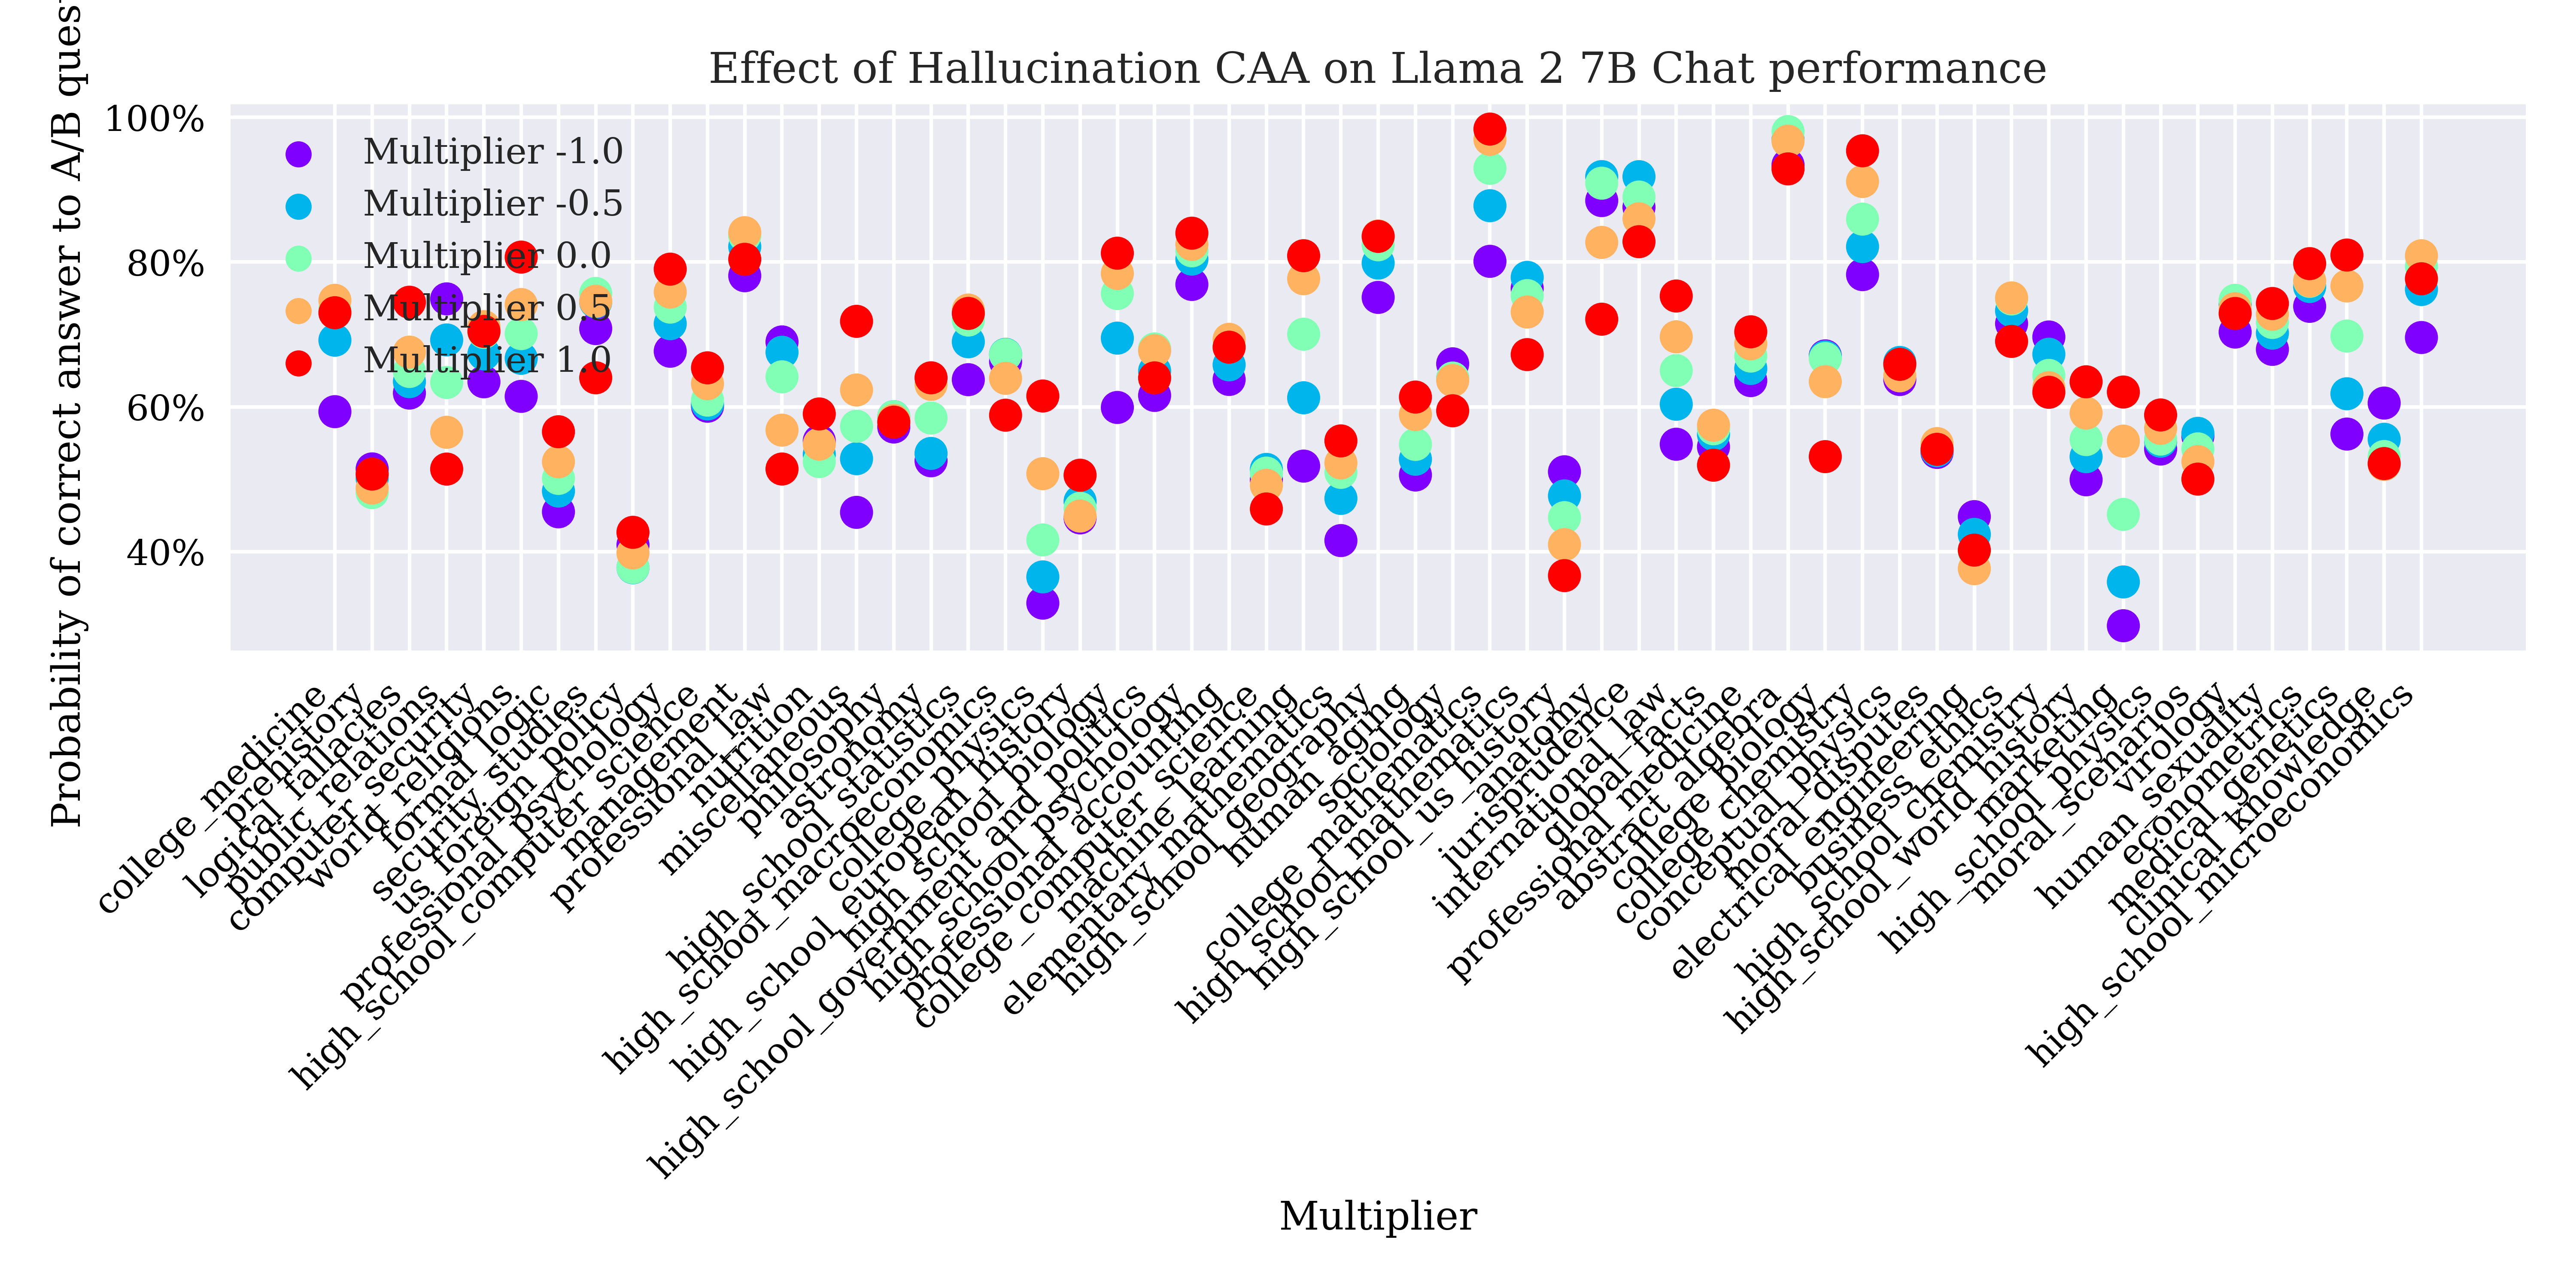 Effect of Hallucination CAA on Llama 2 7B Chat performance
Probability of correct answer to A/B ques
100%
80%
60%
40%
Multiplier -1.0
Multiplier -0.5
Multiplier 0.0
Multiplier 0.5
Multiplier 1.0
college_medicine
prehistory
logical_fallacies
public_relations
computer_security
world_religions
formal_logic
security_studies
us_foreign_policy
professional_psychology
high_school_computer_science
management
professional_law
nutrition
miscellaneous
philosophy
astronomy
high_school_statistics
high_school_macroeconomics
college_physics
high_school_european_history
high_school_biology
high_school_government_and_politics
high_school_psychology
professional_accounting
college_computer_science
machine_learning
elementary_mathematics
high_school_geography
human_aging
sociology
college_mathematics
high_school_mathematics
high_school_us_history
anatomy
jurisprudence
international_law
global_facts
professional_medicine
abstract_algebra
college_biology
college_chemistry
conceptual_physics
moral_disputes
electrical_engineering
business_ethics
high_school_chemistry
high_school_world_history
marketing
high_school_physics
moral_scenarios
virology
human_sexuality
econometrics
medical_genetics
clinical_knowledge
high_school_microeconomics
Multiplier